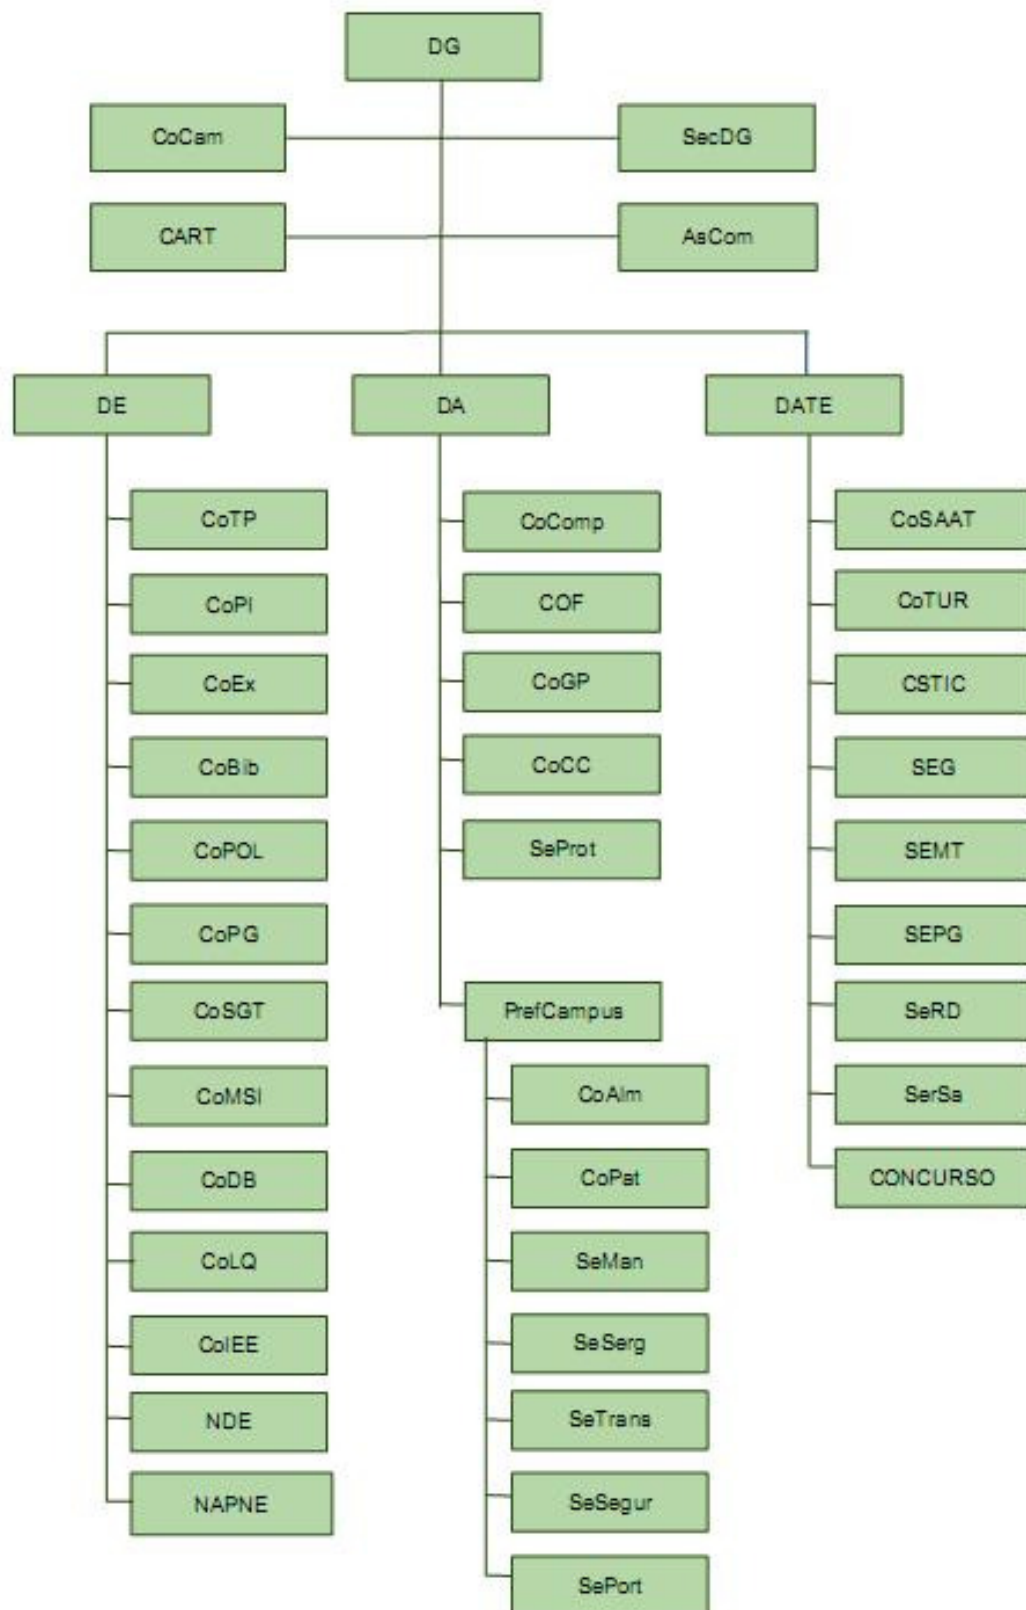 DG
CoCam
SecDG
CART
AsCom
DE
DA
DATE
CoTP
CoPI
CoEx
CoBib
CoPOL
CoPG
CoSGT
CoMSI
CoDB
CoLQ
CoIEE
NDE
NAPNE
CoComp
COF
CoGP
CoCC
SeProt
PrefCampus
CoAlm
CoPat
SeMan
SeSerg
SeTrans
SeSegur
SePort
CoSAAT
CoTUR
CSTIC
SEG
SEMT
SEPG
SeRD
SerSa
CONCURSO